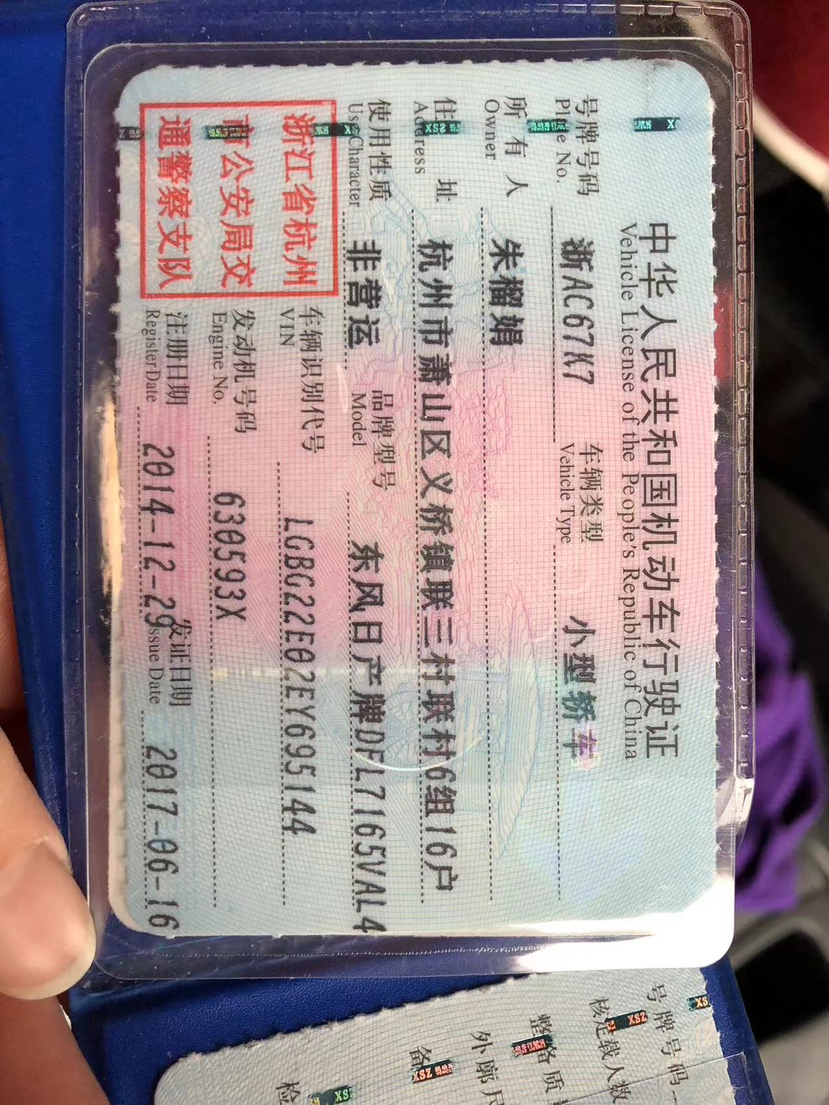 中华人民共和国机动车行驶证
Vehicle License of the People's Republic of China
号牌号码 浙AC67K7 车辆类型 小型轿车
Plate No. Vehicle Type
所有人 朱榴娟
Owner
住址 杭州市萧山区义桥镇联三村联村6组16户
Address
使用性质 非营运 品牌型号 东风日产牌DFL7165VAL4
Use Character Model
浙江省杭州
市公安局交
通警察支队
车辆识别代号 LGBG22E02EY695144
VIN
发动机号码 630593X
Engine No.
注册日期 2014-12-29 发证日期 2017-06-16
Register Date Issue Date
号牌号码
核定载人数
整备质
外廓尺
备
检